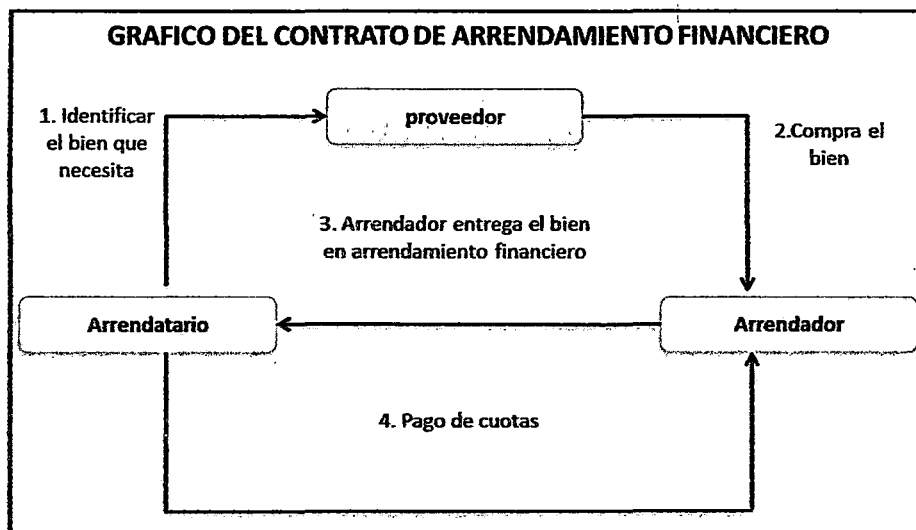 GRAFICO DEL CONTRATO DE ARRENDAMIENTO FINANCIERO
1. Identificar
el bien que
necesita
proveedor
2.Compra el
bien
3. Arrendador entrega el bien
en arrendamiento financiero
Arrendatario
Arrendador
4. Pago de cuotas